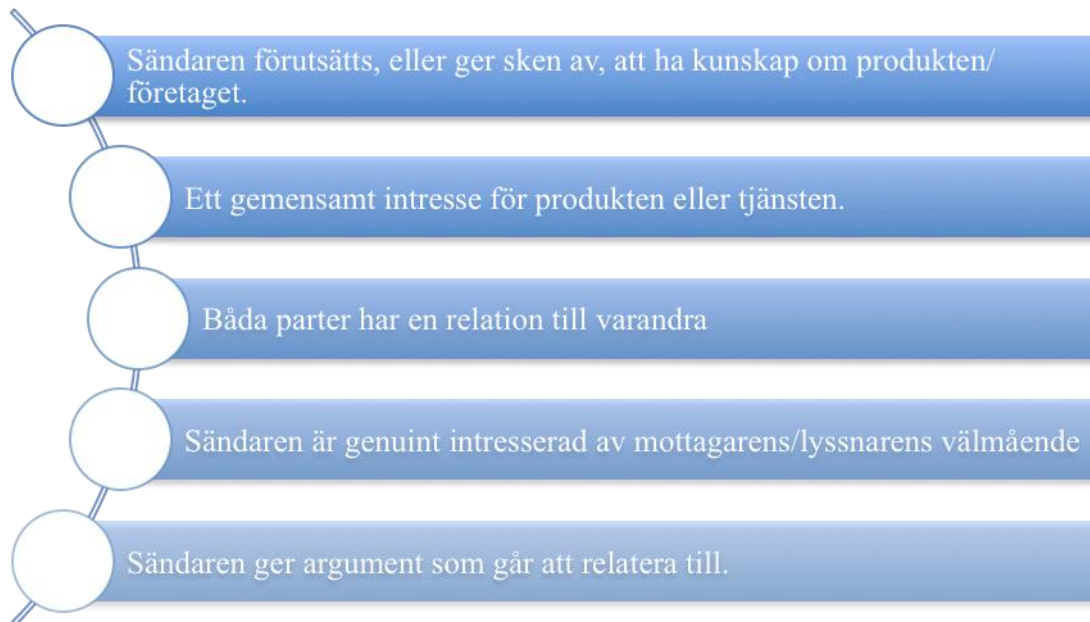 Sändaren förutsätts, eller ger sken av, att ha kunskap om produkten/
företaget.
Ett gemensamt intresse för produkten eller tjänsten.
Båda parter har en relation till varandra
Sändaren är genuint intresserad av mottagarens/lyssnarens välmående
Sändaren ger argument som går att relatera till.